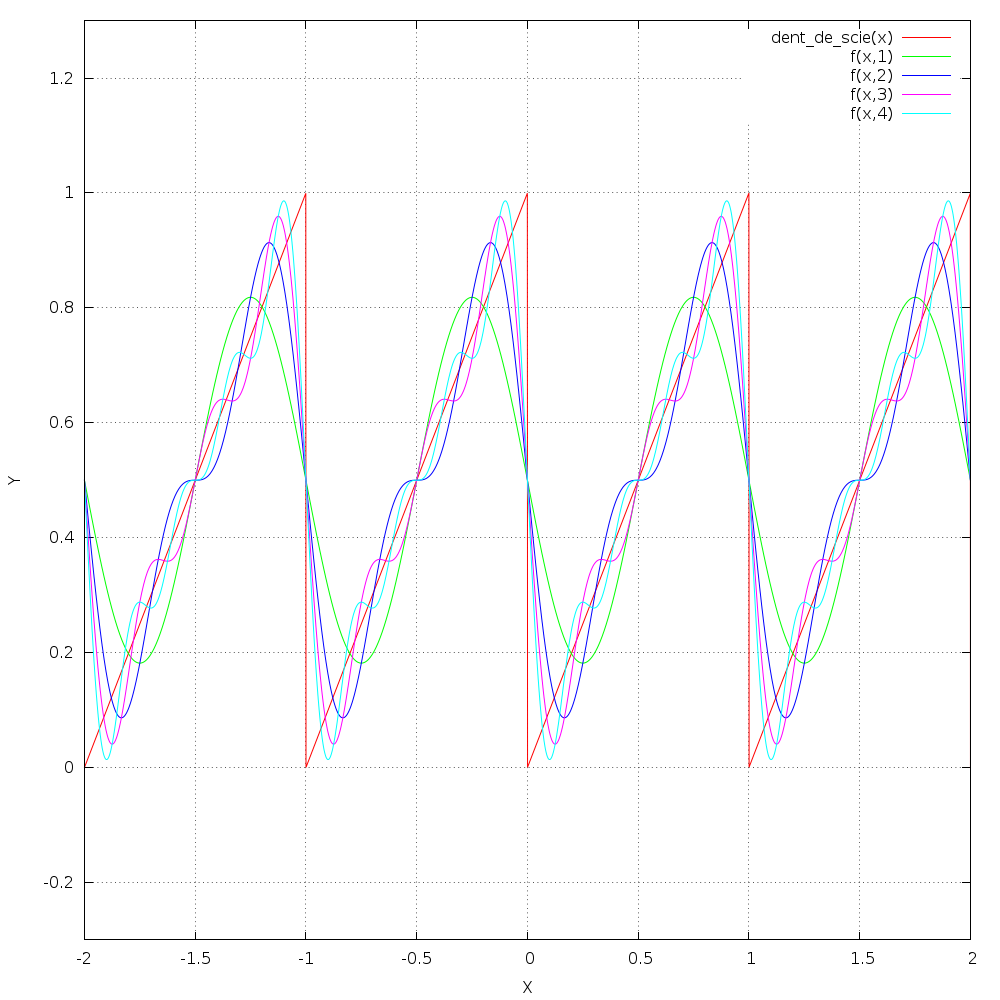 dent_de_scie(x)
f(x,1)
f(x,2)
f(x,3)
f(x,4)
1.2
1
0.8
0.6
0.4
0.2
0
-0.2
Y
-2 -1.5 -1 -0.5 0 0.5 1 1.5 2
X